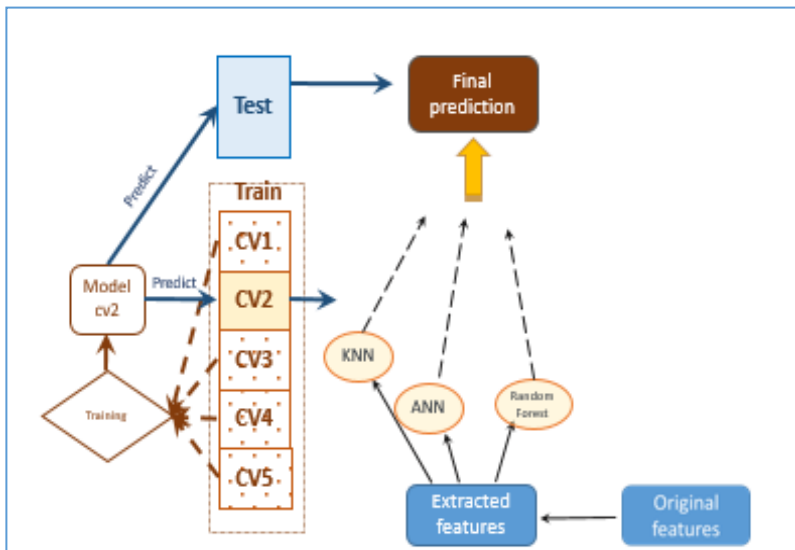 Test
Final
prediction
Predict
Train
CV1
Model
cv2
Predict
CV2
KNN
CV3
ANN
Random
Forest
Training
CV4
CV5
Extracted
features
Original
features